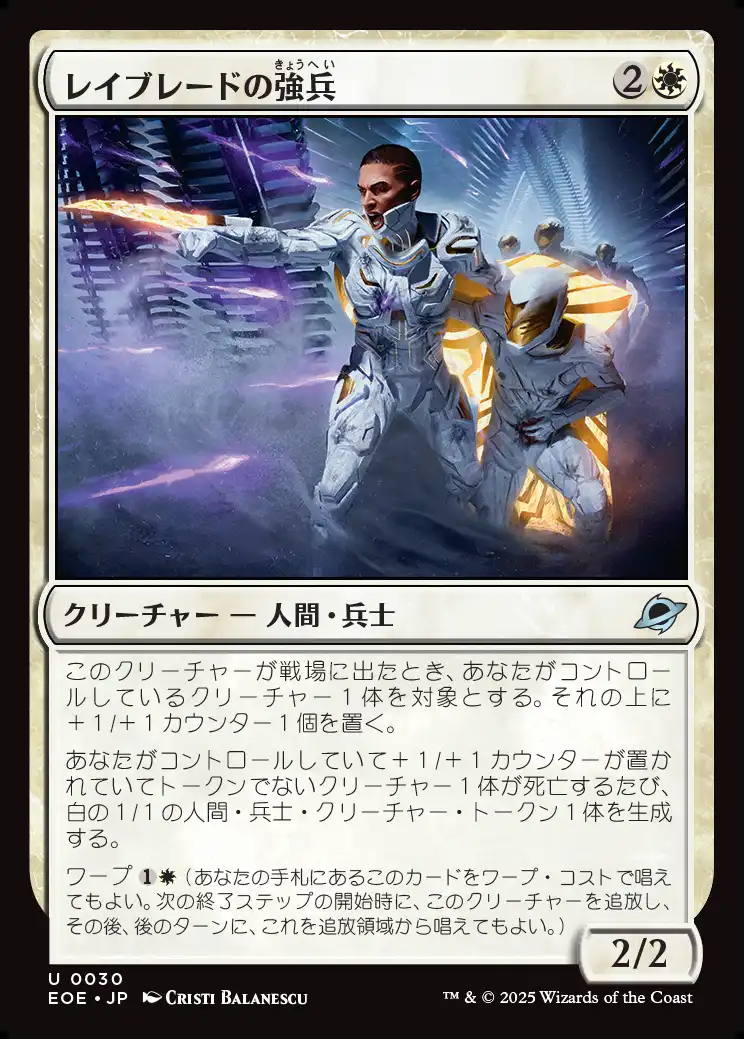 きょうへい
レイブレードの強兵 2
クリーチャー — 人間・兵士
このクリーチャーが戦場に出たとき、あなたがコントロー
ルしているクリーチャー１体を対象とする。それの上に
＋１/＋１カウンター１個を置く。
あなたがコントロールしていて＋１/＋１カウンターが置か
れていてトークンでないクリーチャー１体が死亡するたび、
白の１/１の人間・兵士・クリーチャー・トークン１体を生成
する。
ワープ 1（あなたの手札にあるこのカードをワープ・コストで唱え
てもよい。次の終了ステップの開始時に、このクリーチャーを追放し、
その後、後のターンに、これを追放領域から唱えてもよい。）
2/2
U 0030
EOE • JP CRISTI BALANESCU ™ & © 2025 Wizards of the Coast